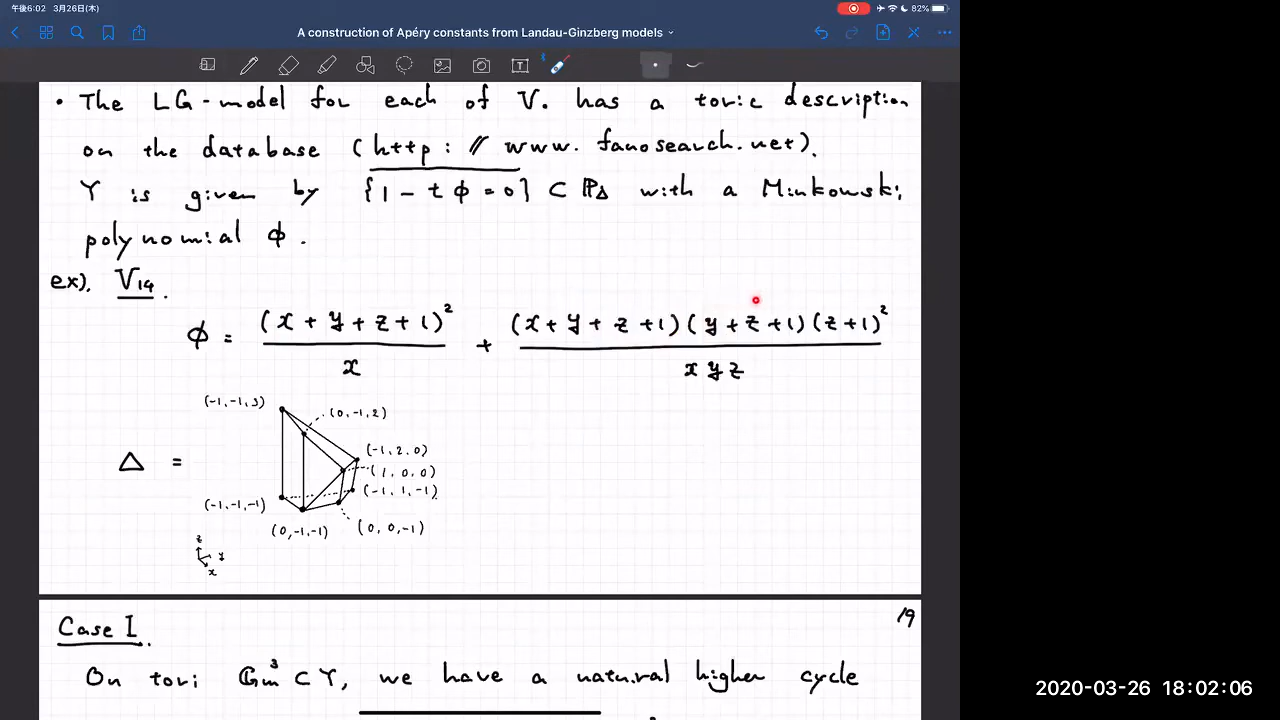 午後6:02 3月26日(木)
82%
A construction of Apéry constants from Landau-Ginzberg models
• The LG-model for each of V. has a toric description
on the database (http://www.fanosearch.net).
Y is given by {1 - tφ = 0} ⊂ ℙΔ with a Minkowski
polynomial φ.
ex). V14.
φ = (x+y+z+1)² / x + (x+y+z+1)(y+z+1)(z+1)² / xyz
(-1,-1,3)
(0,-1,2)
(-1,2,0)
Δ =
(1,0,0)
(-1,1,-1)
(-1,-1,-1)
(0,-1,-1)
(0,0,-1)
z
y
x
19
Case I.
On tori 𝔾m³ ⊂ Y, we have a natural higher cycle
2020-03-26 18:02:06